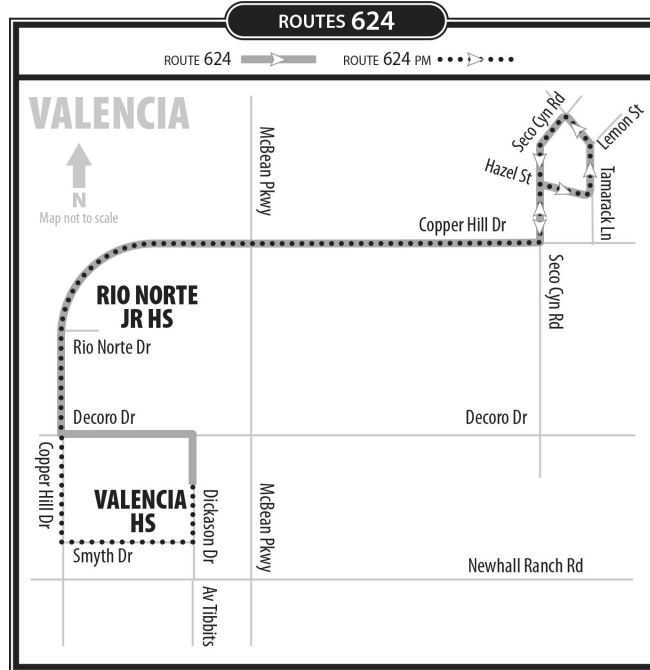 ROUTES 624
ROUTE 624
ROUTE 624 PM
VALENCIA
N
Map not to scale
McBean Pkwy
Seco Cyn Rd
Lemon St
Hazel St
Tamarack Ln
Copper Hill Dr
Seco Cyn Rd
RIO NORTE
JR HS
Rio Norte Dr
Decoro Dr
Decoro Dr
Copper Hill Dr
VALENCIA
HS
Dickason Dr
McBean Pkwy
Smyth Dr
Newhall Ranch Rd
Av Tibbits